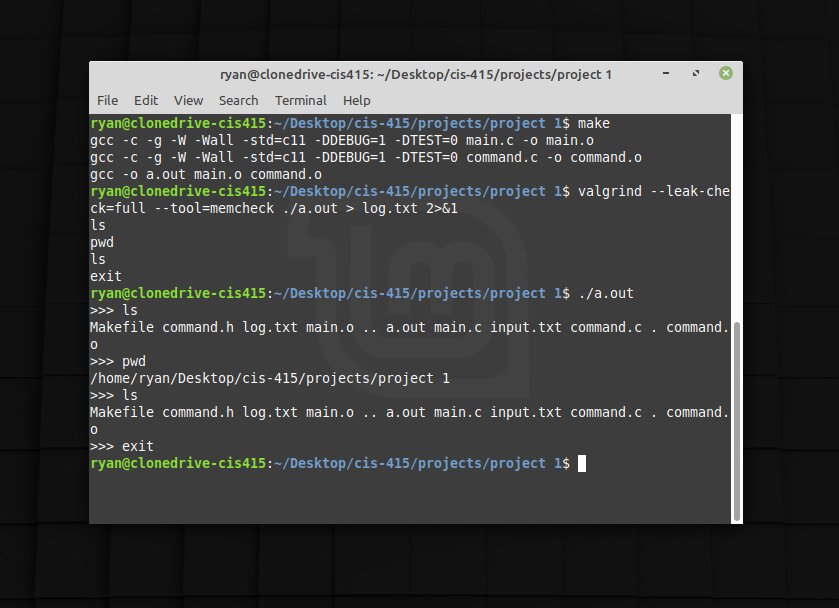 ryan@clonedrive-cis415: ~/Desktop/cis-415/projects/project 1
File Edit View Search Terminal Help
ryan@clonedrive-cis415:~/Desktop/cis-415/projects/project 1$ make
gcc -c -g -W -Wall -std=c11 -DDEBUG=1 -DTEST=0 main.c -o main.o
gcc -c -g -W -Wall -std=c11 -DDEBUG=1 -DTEST=0 command.c -o command.o
gcc -o a.out main.o command.o
ryan@clonedrive-cis415:~/Desktop/cis-415/projects/project 1$ valgrind --leak-che
ck=full --tool=memcheck ./a.out > log.txt 2>&1
ls
pwd
ls
exit
ryan@clonedrive-cis415:~/Desktop/cis-415/projects/project 1$ ./a.out
>>> ls
Makefile command.h log.txt main.o .. a.out main.c input.txt command.c . command.
o
>>> pwd
/home/ryan/Desktop/cis-415/projects/project 1
>>> ls
Makefile command.h log.txt main.o .. a.out main.c input.txt command.c . command.
o
>>> exit
ryan@clonedrive-cis415:~/Desktop/cis-415/projects/project 1$